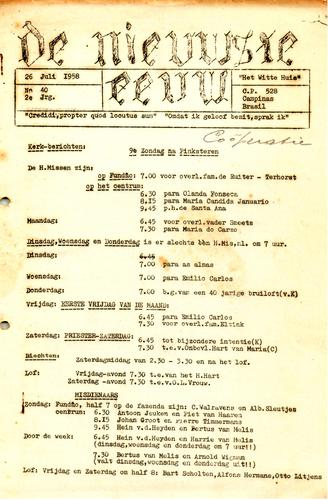 de nieuwste
eeuw
26 Juli 1958
No 40
2e Jrg.
"Het Witte Huis"
C.P. 528
Campinas
Brasil
"Credidi, propter quod locutus sum" "Omdat ik geloof bezit, spreek ik"
Coöperatie
Kerk-berichten: 9e Zondag na Pinksteren
De H.Missen zijn:
op Fundão: 7.00 voor overl.fam.de Ruiter - Terhorst
op het centrum:
6.30 para Olanda Fonseca
8.15 para Maria Candida Januario
9.45 p.h.de Santa Ana
Maandag: 6.45 voor overl.vader Smeets
7.30 para Maria do Carmo
Dinsdag,Woensdag en Donderdag is er slechts één H.Mis,nl. om 7 uur.
Dinsdag: 6.45
7.00 para as almas
Woensdag: 7.00 para Emilio Carlos
Donderdag: 7.00 b.g.van een 40 jarige bruiloft(v.K)
Vrijdag: EERSTE VRIJDAG VAN DE MAAND:
6.45 para Emilio Carlos
7.30 voor overl.fam.Eltink
Zaterdag: PRIESTER-ZATERDAG:
6.45 tot bijzondere intentie(K)
7.30 t.e.v.Onbevl.Hart van Maria(C)
Biechten: Zaterdagmiddag van 2.30 - 3.30 en na het lof.
Lof: Vrijdag-avond 7.30 t.e.van het H.Hart
Zaterdag -avond 7.30 t.e.v.O.L.Vrouw.
MISDIENAARS
Zondag: Fundão, half 7 op de fazenda zijn: C.Walravens en Alb.Sleutjes
centrum: 6.30 Antoon Jeuken en Piet van Haaren
8.15 Johan Groot en Pierre Timmermans
9.45 Hein v.d.Heyden en Bertus van Melis
Door de week: 6.45 Hein v.d.Heyden en Harrie van Melis
(dinsdag,woensdag en donderdag om 7 uur!!)
7.30 Bertus van Melis en Arnold Wigman
(valt dinsdag,woensdag en donderdag uit!!)
Lof: Vrijdag en Zaterdag om half 8: Bart Scholten,Alfons Hermans,Otto Eltjens